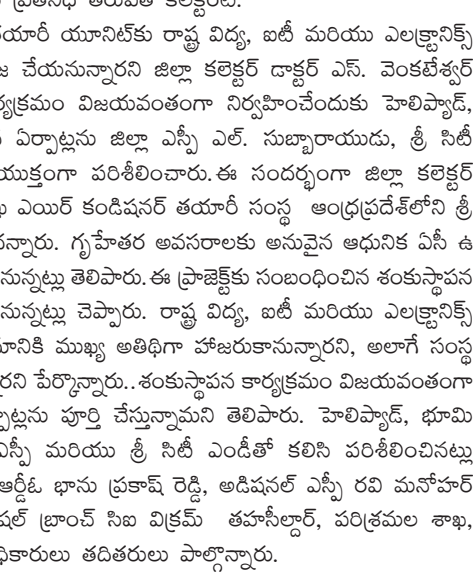 ప్రతినిధి తిరుపతి కలెక్టరేట్.
యారీ యూనిట్‌కు రాష్ట్ర విద్య, ఐటీ మరియు ఎలక్ట్రానిక్స్
జ చేయనున్నారని జిల్లా కలెక్టర్ డాక్టర్ ఎస్. వెంకటేశ్వర్
ర్యక్రమం విజయవంతంగా నిర్వహించేందుకు హెలిప్యాడ్,
ఏర్పాట్లను జిల్లా ఎస్పీ ఎల్. సుబ్బారాయుడు, శ్రీ సిటీ
యుక్తంగా పరిశీలించారు.ఈ సందర్భంగా జిల్లా కలెక్టర్
ఖ ఎయిర్ కండిషనర్ తయారీ సంస్థ ఆంధ్రప్రదేశ్‌లోని శ్రీ
న్నారు. గృహేతర అవసరాలకు అనువైన ఆధునిక ఏసీ ఉ
నున్నట్లు తెలిపారు.ఈ ప్రాజెక్ట్‌కు సంబంధించిన శంకుస్థాపన
నున్నట్లు చెప్పారు. రాష్ట్ర విద్య, ఐటీ మరియు ఎలక్ట్రానిక్స్
మానికి ముఖ్య అతిథిగా హాజరుకానున్నారని, అలాగే సంస్థ
రని పేర్కొన్నారు..శంకుస్థాపన కార్యక్రమం విజయవంతంగా
్పాట్లను పూర్తి చేస్తున్నామని తెలిపారు. హెలిప్యాడ్, భూమి
ఎస్పీ మరియు శ్రీ సిటీ ఎండీతో కలిసి పరిశీలించినట్లు
ఆర్డీఓ భాను ప్రకాష్ రెడ్డి, అడిషనల్ ఎస్పీ రవి మనోహర్
షల్ బ్రాంచ్ సిఐ విక్రమ్ తహసీల్దార్, పరిశ్రమల శాఖ,
ధికారులు తదితరులు పాల్గొన్నారు.